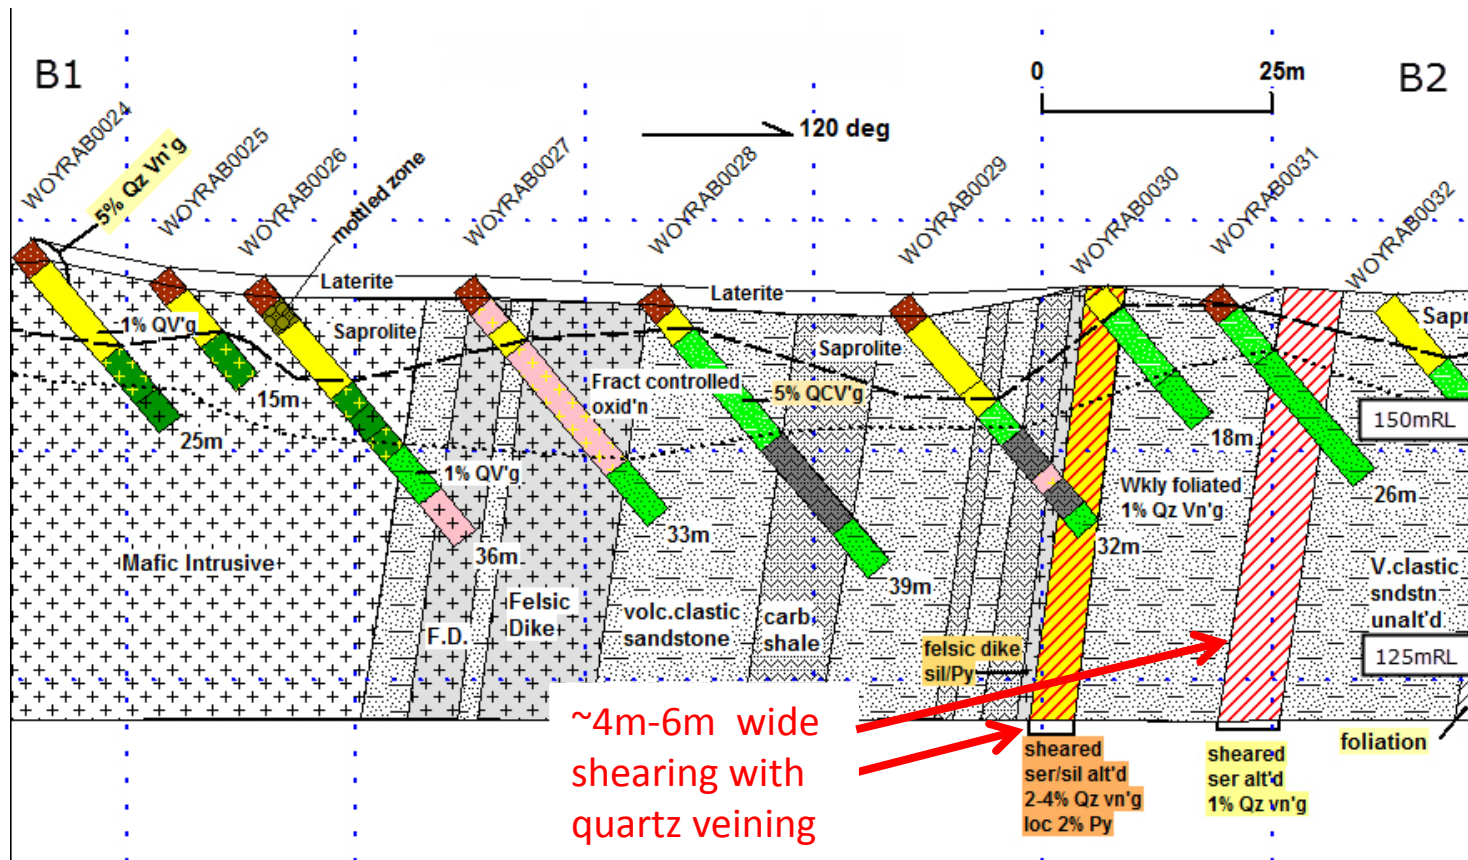 B1
0
25m
B2
120 deg
WOYRAB0024
5% Qz Vn'g
WOYRAB0025
WOYRAB0026
mottled zone
WOYRAB0027
WOYRAB0028
WOYRAB0029
WOYRAB0030
WOYRAB0031
WOYRAB0032
Laterite
Laterite
1% QV'g
Saprolite
Saprolite
Sapr
Fract controlled
oxid'n
5% QCV'g
15m
25m
1% QV'g
36m
33m
39m
32m
18m
26m
150mRL
Wkly foliated
1% Qz Vn'g
Mafic Intrusive
F.D.
Felsic
Dike
volc.clastic
sandstone
carb.
shale
V.clastic
sndstn
unalt'd
125mRL
felsic dike
sil/Py
~4m-6m wide
shearing with
quartz veining
sheared
ser/sil alt'd
2-4% Qz vn'g
loc 2% Py
sheared
ser alt'd
1% Qz vn'g
foliation